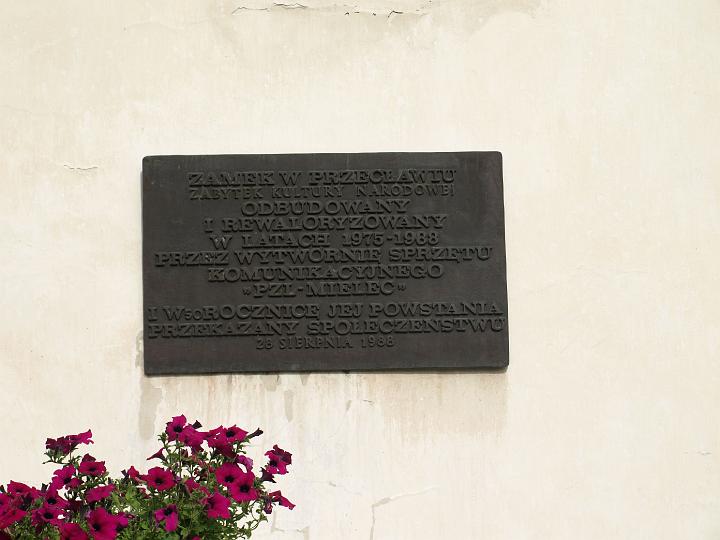 ZAMEK W PRZECŁAWIU
ZABYTEK KULTURY NARODOWEJ
ODBUDOWANY
I REWALORYZOWANY
W LATACH 1975-1988
PRZEZ WYTWÓRNIĘ SPRZĘTU
KOMUNIKACYJNEGO
»PZL-MIELEC»
I W 50 ROCZNICĘ JEJ POWSTANIA
PRZEKAZANY SPOŁECZEŃSTWU
28 SIERPNIA 1988